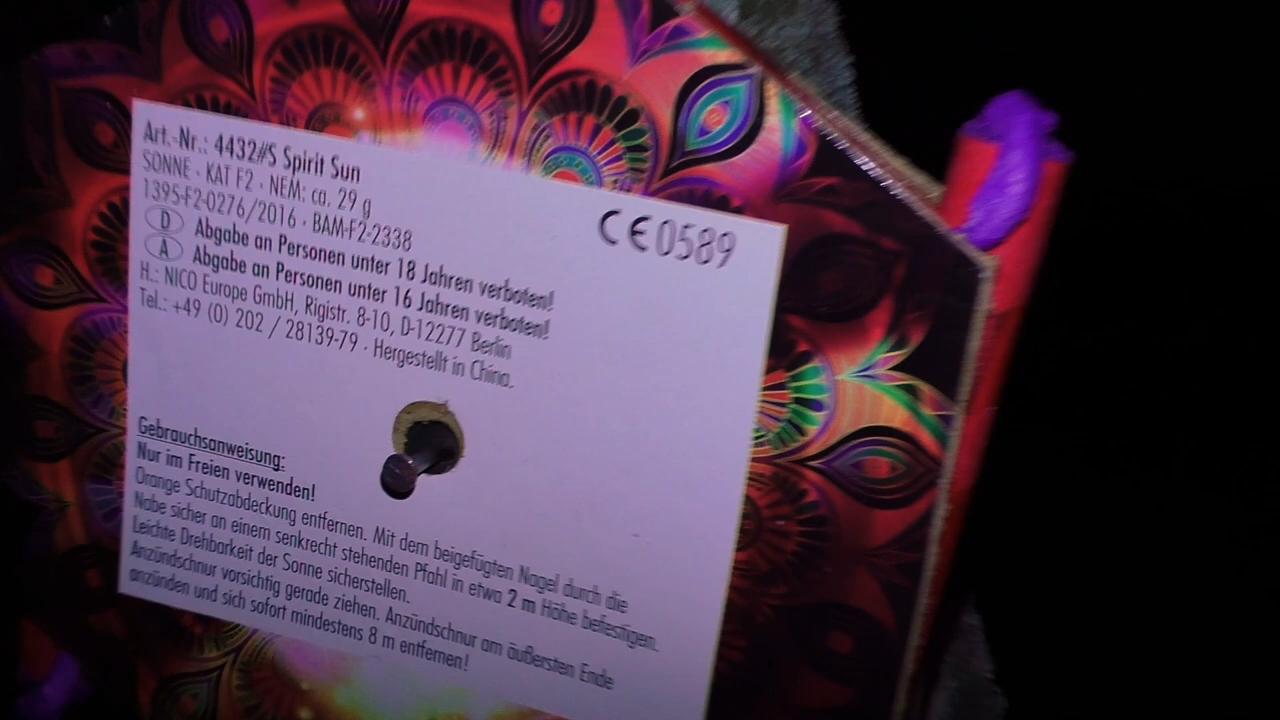 Art.-Nr.: 4432#S Spirit Sun
SONNE · KAT F2 · NEM: ca. 29 g
1395-F2-0276/2016 · BAM-F2-2338
D Abgabe an Personen unter 18 Jahren verboten!
A Abgabe an Personen unter 16 Jahren verboten!
H.: NICO Europe GmbH, Rigistr. 8-10, D-12277 Berlin
Tel.: +49 (0) 202 / 28139-79 · Hergestellt in China.
CE0589
Gebrauchsanweisung:
Nur im Freien verwenden!
Orange Schutzabdeckung entfernen. Mit dem beigefügten Nagel durch die
Nabe sicher an einem senkrecht stehenden Pfahl in etwa 2 m Höhe befestigen.
Leichte Drehbarkeit der Sonne sicherstellen.
Anzündschnur vorsichtig gerade ziehen. Anzündschnur am äußersten Ende
anzünden und sich sofort mindestens 8 m entfernen!